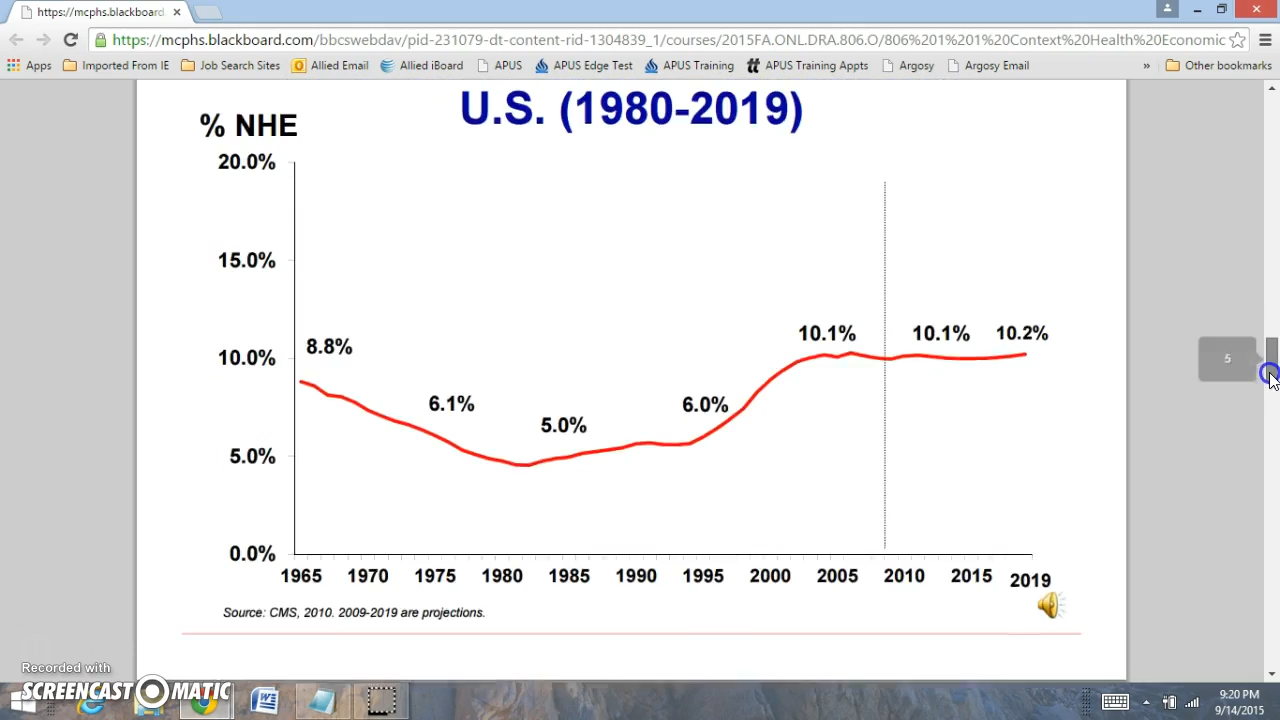 https://mcphs.blackboard
https://mcphs.blackboard.com/bbcswebdav/pid-231079-dt-content-rid-1304839_1/courses/2015FA.ONL.DRA.806.O/806%201%201%20Context%20Health%20Economic
Apps Imported From IE Job Search Sites Allied Email Allied iBoard APUS APUS Edge Test APUS Training APUS Training Appts Argosy Argosy Email » Other bookmarks
U.S. (1980-2019)
% NHE
20.0%
15.0%
10.1% 10.1% 10.2%
8.8%
10.0%
5
6.1% 6.0%
5.0%
5.0%
0.0%
1965 1970 1975 1980 1985 1990 1995 2000 2005 2010 2015 2019
Source: CMS, 2010. 2009-2019 are projections.
Recorded with
SCREENCAST-O-MATIC
9:20 PM
9/14/2015